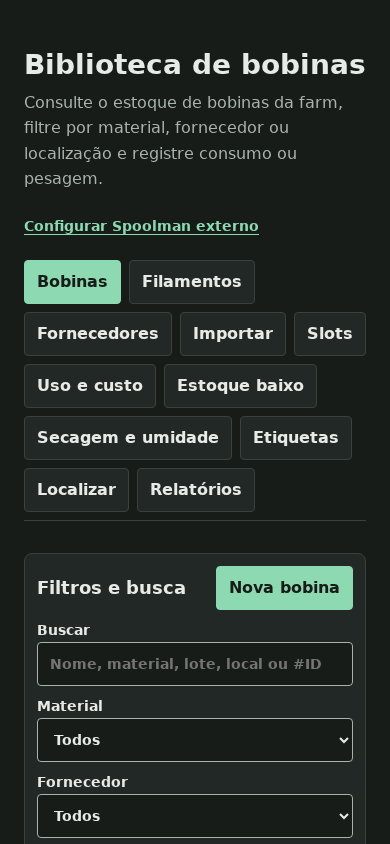 Biblioteca de bobinas
Consulte o estoque de bobinas da farm,
filtre por material, fornecedor ou
localização e registre consumo ou
pesagem.
Configurar Spoolman externo
Bobinas
Filamentos
Fornecedores
Importar
Slots
Uso e custo
Estoque baixo
Secagem e umidade
Etiquetas
Localizar
Relatórios
Filtros e busca
Nova bobina
Buscar
Nome, material, lote, local ou #ID
Material
Todos
Fornecedor
Todos